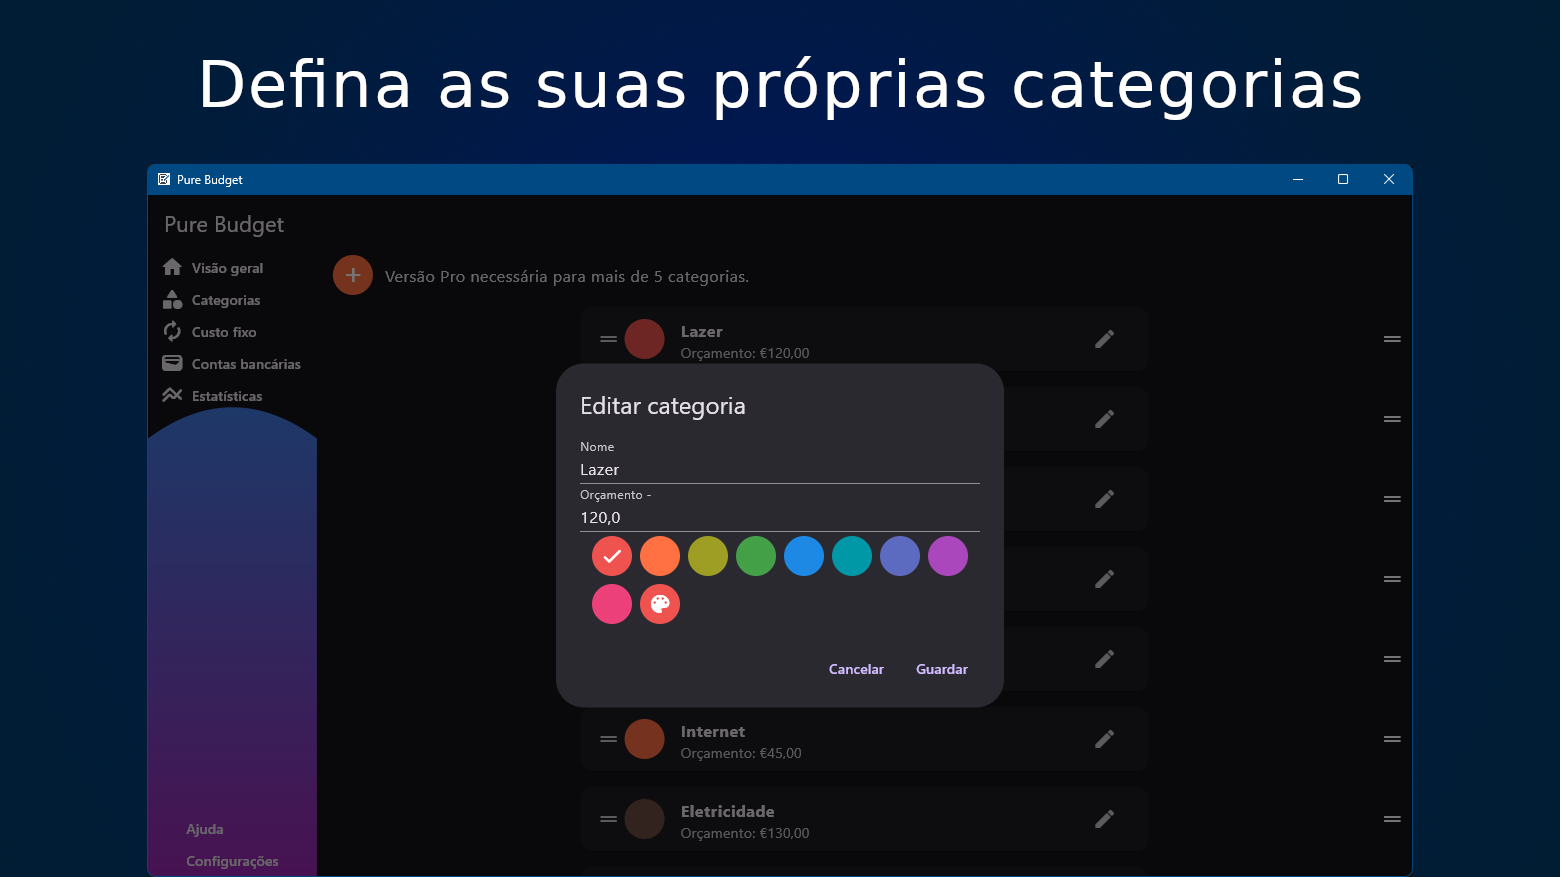 Defina as suas próprias categorias
Pure Budget
Pure Budget
Visão geral
Categorias
Custo fixo
Contas bancárias
Estatísticas
Ajuda
Configurações
Versão Pro necessária para mais de 5 categorias.
Lazer
Orçamento: €120,00
Editar categoria
Nome
Lazer
Orçamento -
120,0
Cancelar Guardar
Internet
Orçamento: €45,00
Eletricidade
Orçamento: €130,00